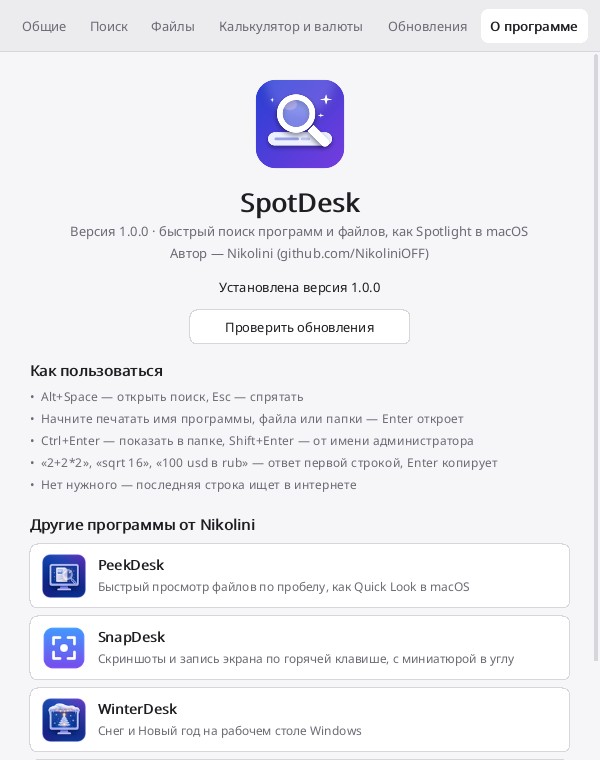 Общие Поиск Файлы Калькулятор и валюты Обновления О программе
SpotDesk
Версия 1.0.0 · быстрый поиск программ и файлов, как Spotlight в macOS
Автор — Nikolini (github.com/NikoliniOFF)
Установлена версия 1.0.0
Проверить обновления
Как пользоваться
• Alt+Space — открыть поиск, Esc — спрятать
• Начните печатать имя программы, файла или папки — Enter откроет
• Ctrl+Enter — показать в папке, Shift+Enter — от имени администратора
• «2+2*2», «sqrt 16», «100 usd в rub» — ответ первой строкой, Enter копирует
• Нет нужного — последняя строка ищет в интернете
Другие программы от Nikolini
PeekDesk
Быстрый просмотр файлов по пробелу, как Quick Look в macOS
SnapDesk
Скриншоты и запись экрана по горячей клавише, с миниатюрой в углу
WinterDesk
Снег и Новый год на рабочем столе Windows